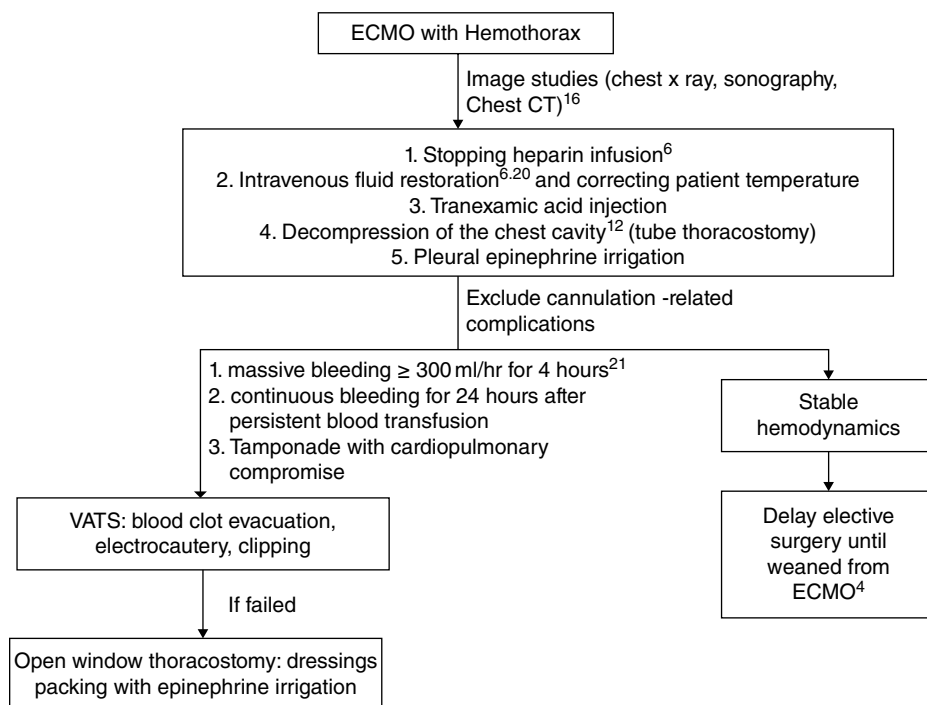 ECMO with Hemothorax
Image studies (chest x ray, sonography,
Chest CT)16
1. Stopping heparin infusion6
2. Intravenous fluid restoration6.20 and correcting patient temperature
3. Tranexamic acid injection
4. Decompression of the chest cavity12 (tube thoracostomy)
5. Pleural epinephrine irrigation
Exclude cannulation -related
complications
1. massive bleeding ≥ 300 ml/hr for 4 hours21
2. continuous bleeding for 24 hours after
persistent blood transfusion
3. Tamponade with cardiopulmonary
compromise
Stable
hemodynamics
VATS: blood clot evacuation,
electrocautery, clipping
Delay elective
surgery until
weaned from
ECMO4
If failed
Open window thoracostomy: dressings
packing with epinephrine irrigation